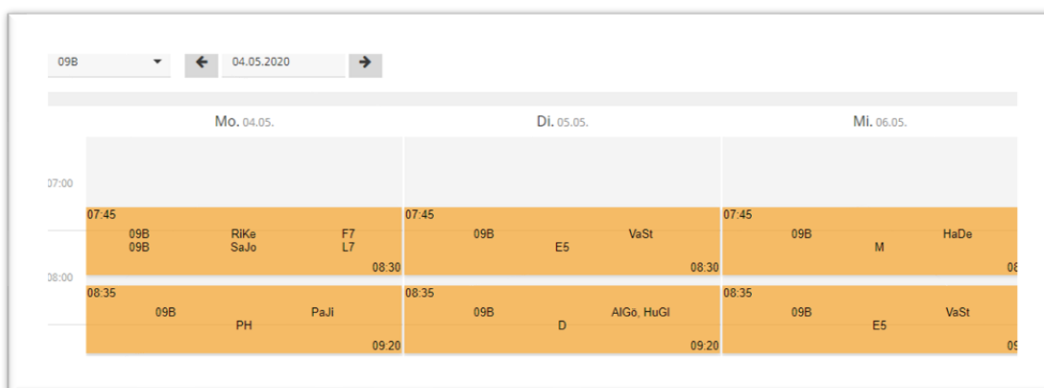 09B 04.05.2020
Mo. 04.05. Di. 05.05. Mi. 06.05.
07:00
07:45 07:45 07:45
09B RiKe F7 09B VaSt 09B HaDe
09B SaJo L7 E5 M
08:30 08:30 08
08:00
08:35 08:35 08:35
09B PaJi 09B AlGö, HuGl 09B VaSt
PH D E5
09:20 09:20 09